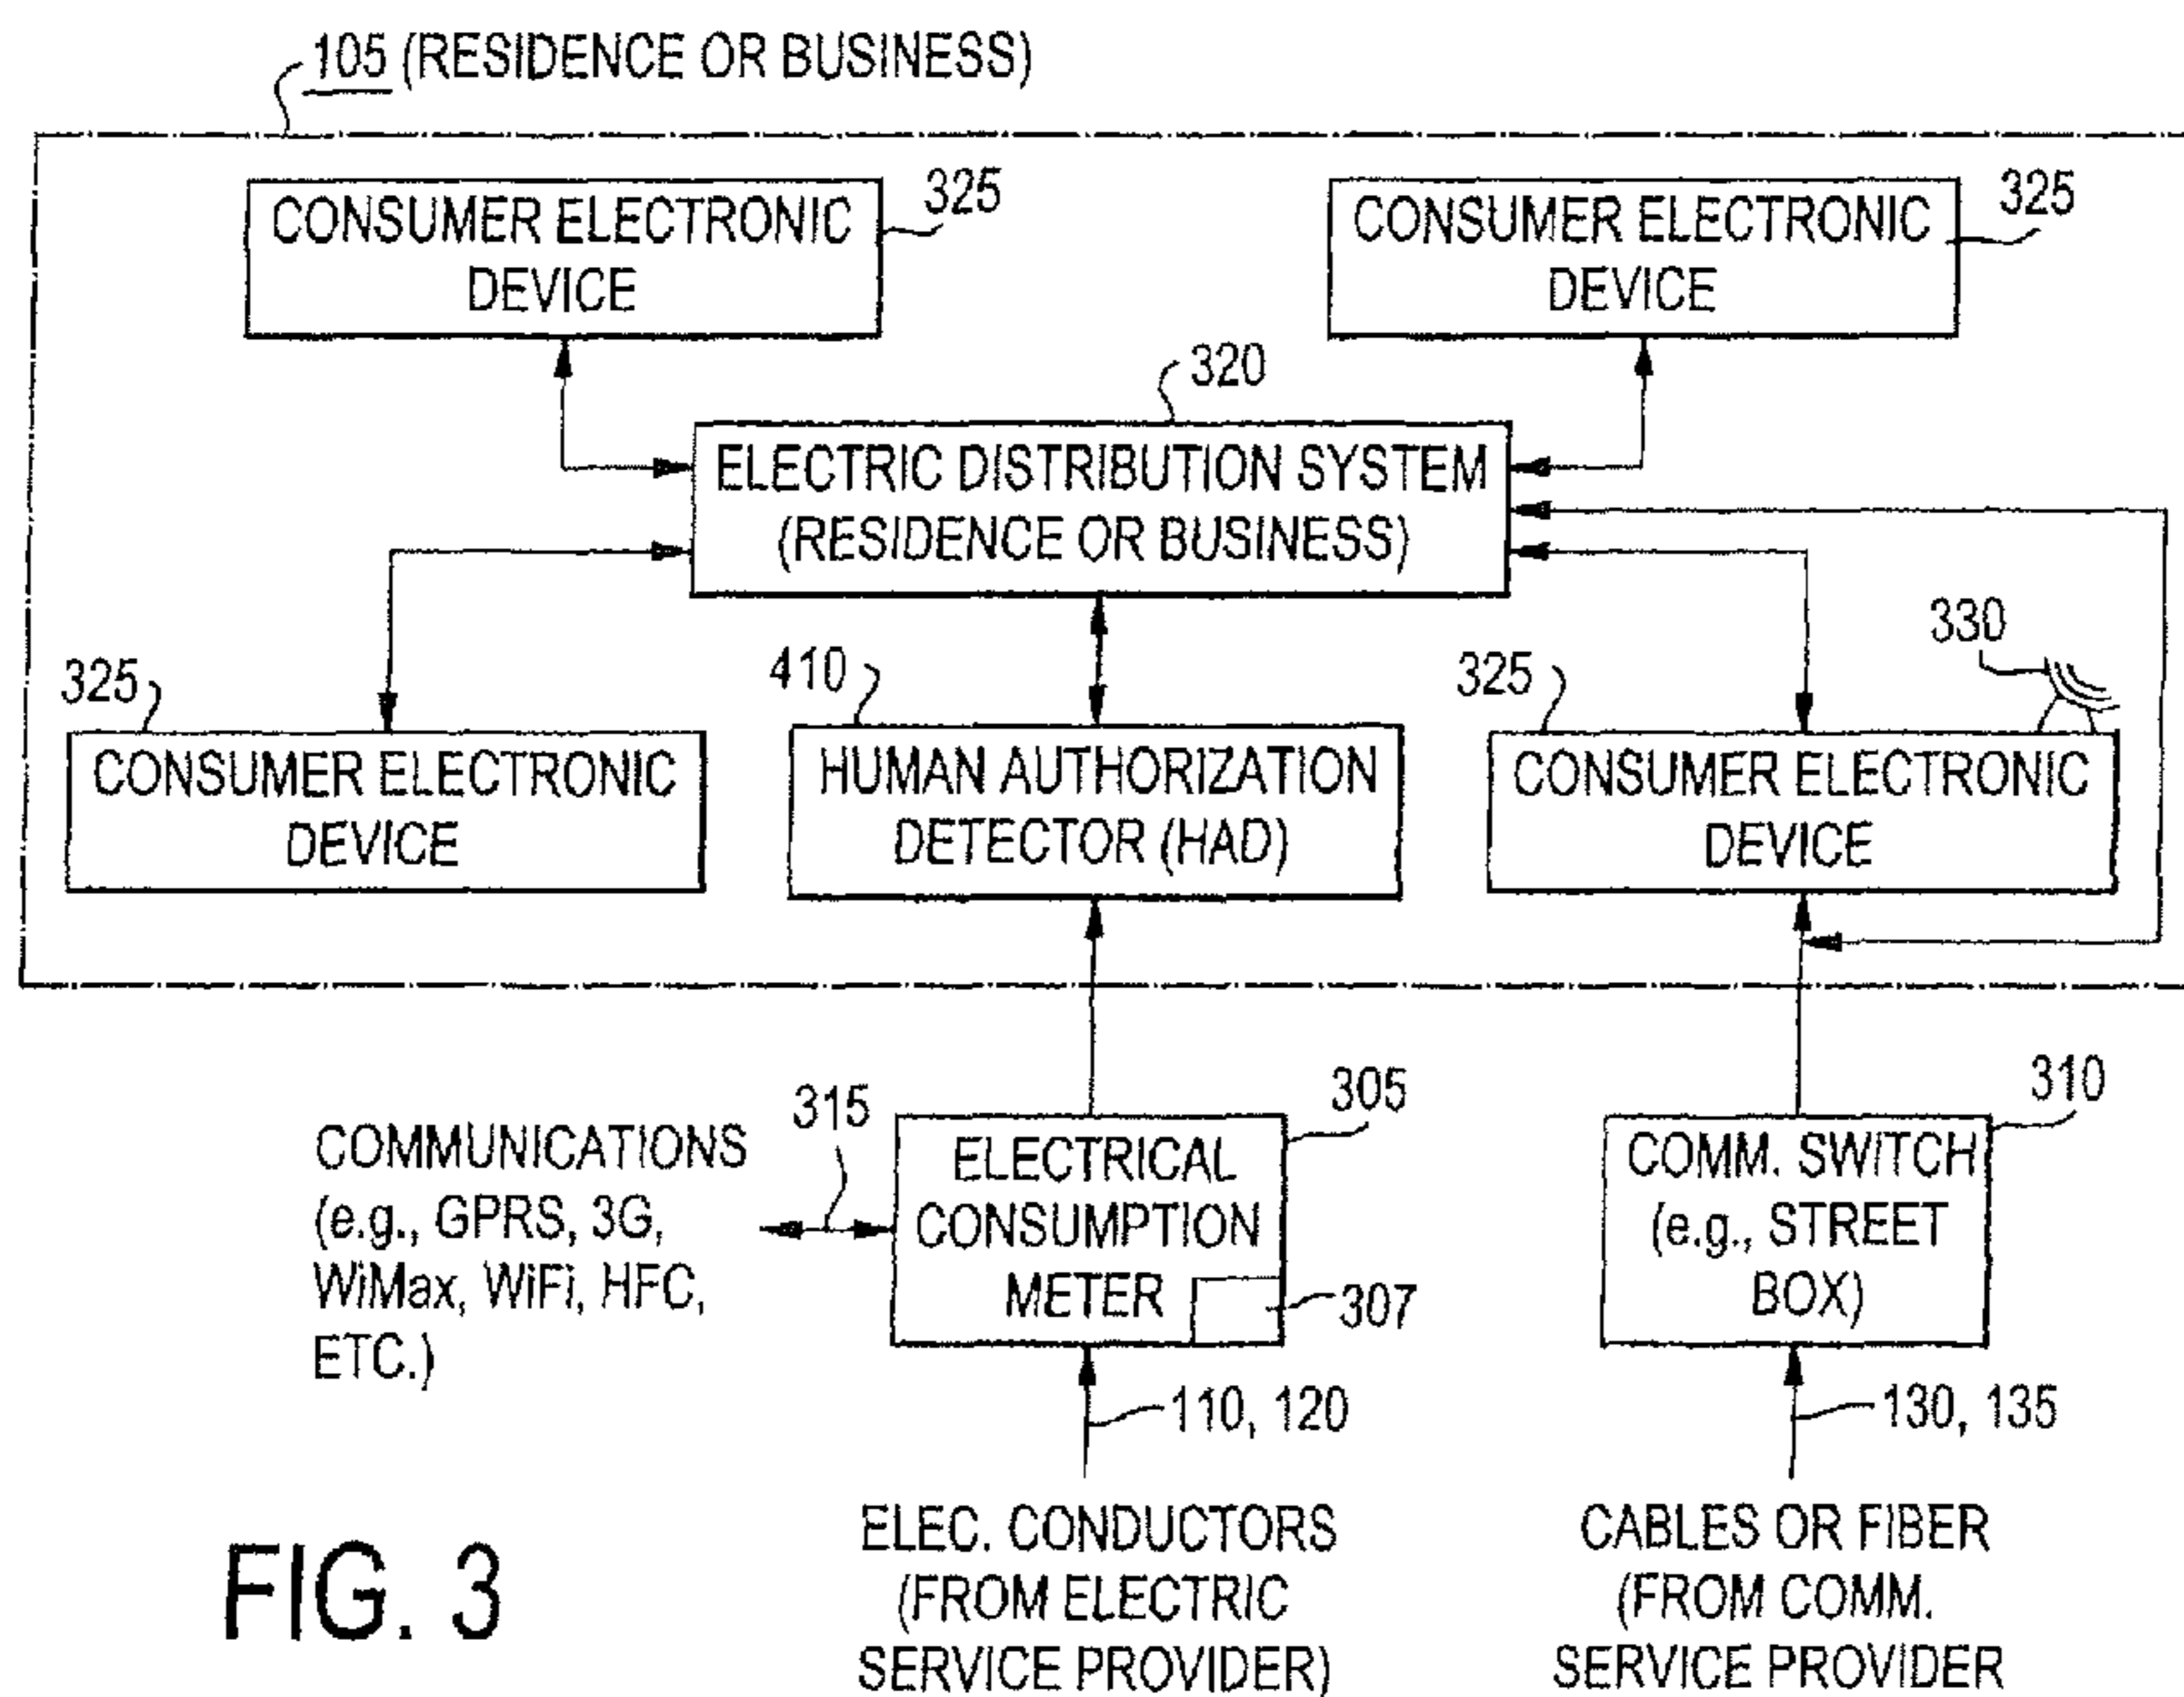 105 (RESIDENCE OR BUSINESS)
CONSUMER ELECTRONIC
DEVICE
325
CONSUMER ELECTRONIC
DEVICE
325
320
ELECTRIC DISTRIBUTION SYSTEM
(RESIDENCE OR BUSINESS)
325
CONSUMER ELECTRONIC
DEVICE
410
HUMAN AUTHORIZATION
DETECTOR (HAD)
325
330
CONSUMER ELECTRONIC
DEVICE
COMMUNICATIONS
(e.g., GPRS, 3G,
WiMax, WiFi, HFC,
ETC.)
315
305
ELECTRICAL
CONSUMPTION
METER
307
310
COMM. SWITCH
(e.g., STREET
BOX)
110, 120
130, 135
ELEC. CONDUCTORS
(FROM ELECTRIC
SERVICE PROVIDER)
CABLES OR FIBER
(FROM COMM.
SERVICE PROVIDER
FIG. 3